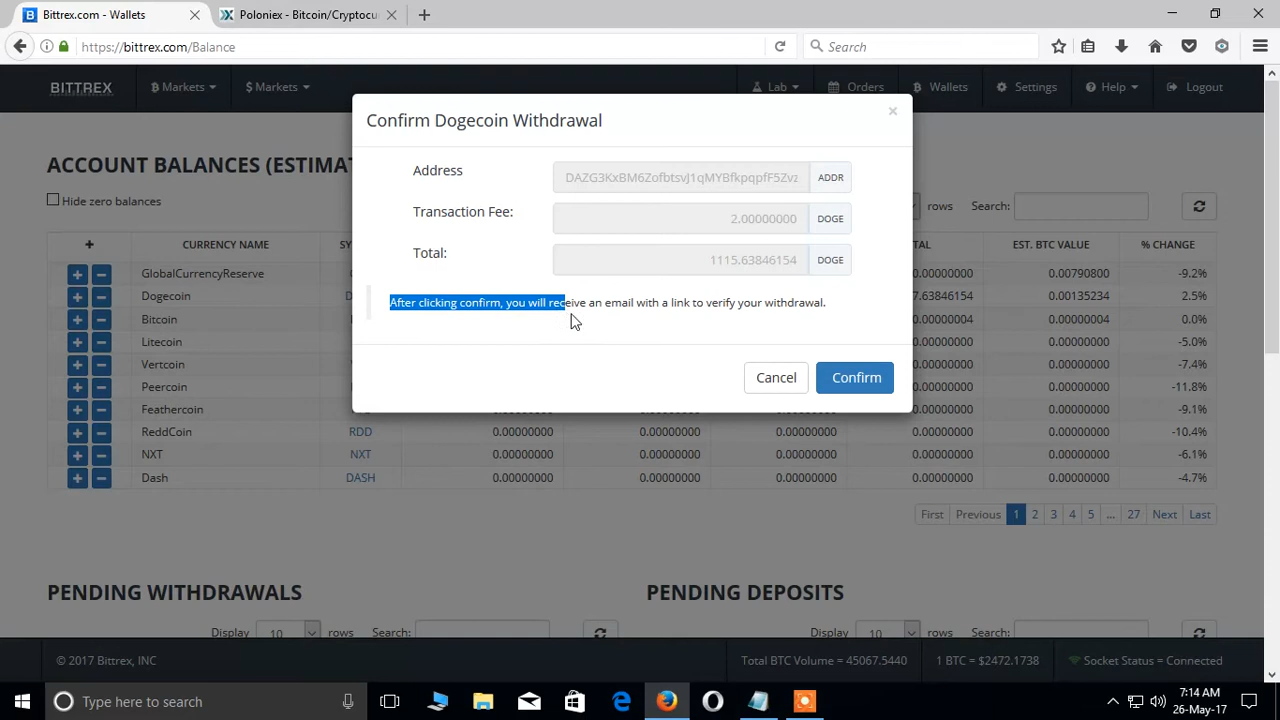 Bittrex.com - Wallets
Poloniex - Bitcoin/Cryptocu
https://bittrex.com/Balance
Search
BITTREX
Markets
$ Markets
Lab
Orders
Wallets
Settings
Help
Logout
Confirm Dogecoin Withdrawal
×
ACCOUNT BALANCES (ESTIMAT
Hide zero balances
rows
Search:
Address
DAZG3KxBM6ZofbtsvJ1qMYBfkpqpfF5Zvz
ADDR
Transaction Fee:
2.00000000
DOGE
Total:
1115.63846154
DOGE
After clicking confirm, you will receive an email with a link to verify your withdrawal.
Cancel
Confirm
+ CURRENCY NAME SY TAL EST. BTC VALUE % CHANGE
GlobalCurrencyReserve 0.00000000 0.00790800 -9.2%
Dogecoin D 7.63846154 0.00135234 2.5%
Bitcoin 0.00000000 0.00000004 0.0%
Litecoin 0.00000000 0.00000000 -5.0%
Vertcoin 0.00000000 0.00000000 -7.4%
Peercoin 0.00000000 0.00000000 -11.8%
Feathercoin 0.00000000 0.00000000 -9.1%
ReddCoin RDD 0.00000000 0.00000000 0.00000000 0.00000000 0.00000000 -10.4%
NXT NXT 0.00000000 0.00000000 0.00000000 0.00000000 0.00000000 -6.1%
Dash DASH 0.00000000 0.00000000 0.00000000 0.00000000 0.00000000 -4.7%
First Previous 1 2 3 4 5 ... 27 Next Last
PENDING WITHDRAWALS
PENDING DEPOSITS
Display 10 rows Search:
Display 10 rows Search:
© 2017 Bittrex, INC
Total BTC Volume = 45067.5440
1 BTC = $2472.1738
Socket Status = Connected
Type here to search
7:14 AM
26-May-17